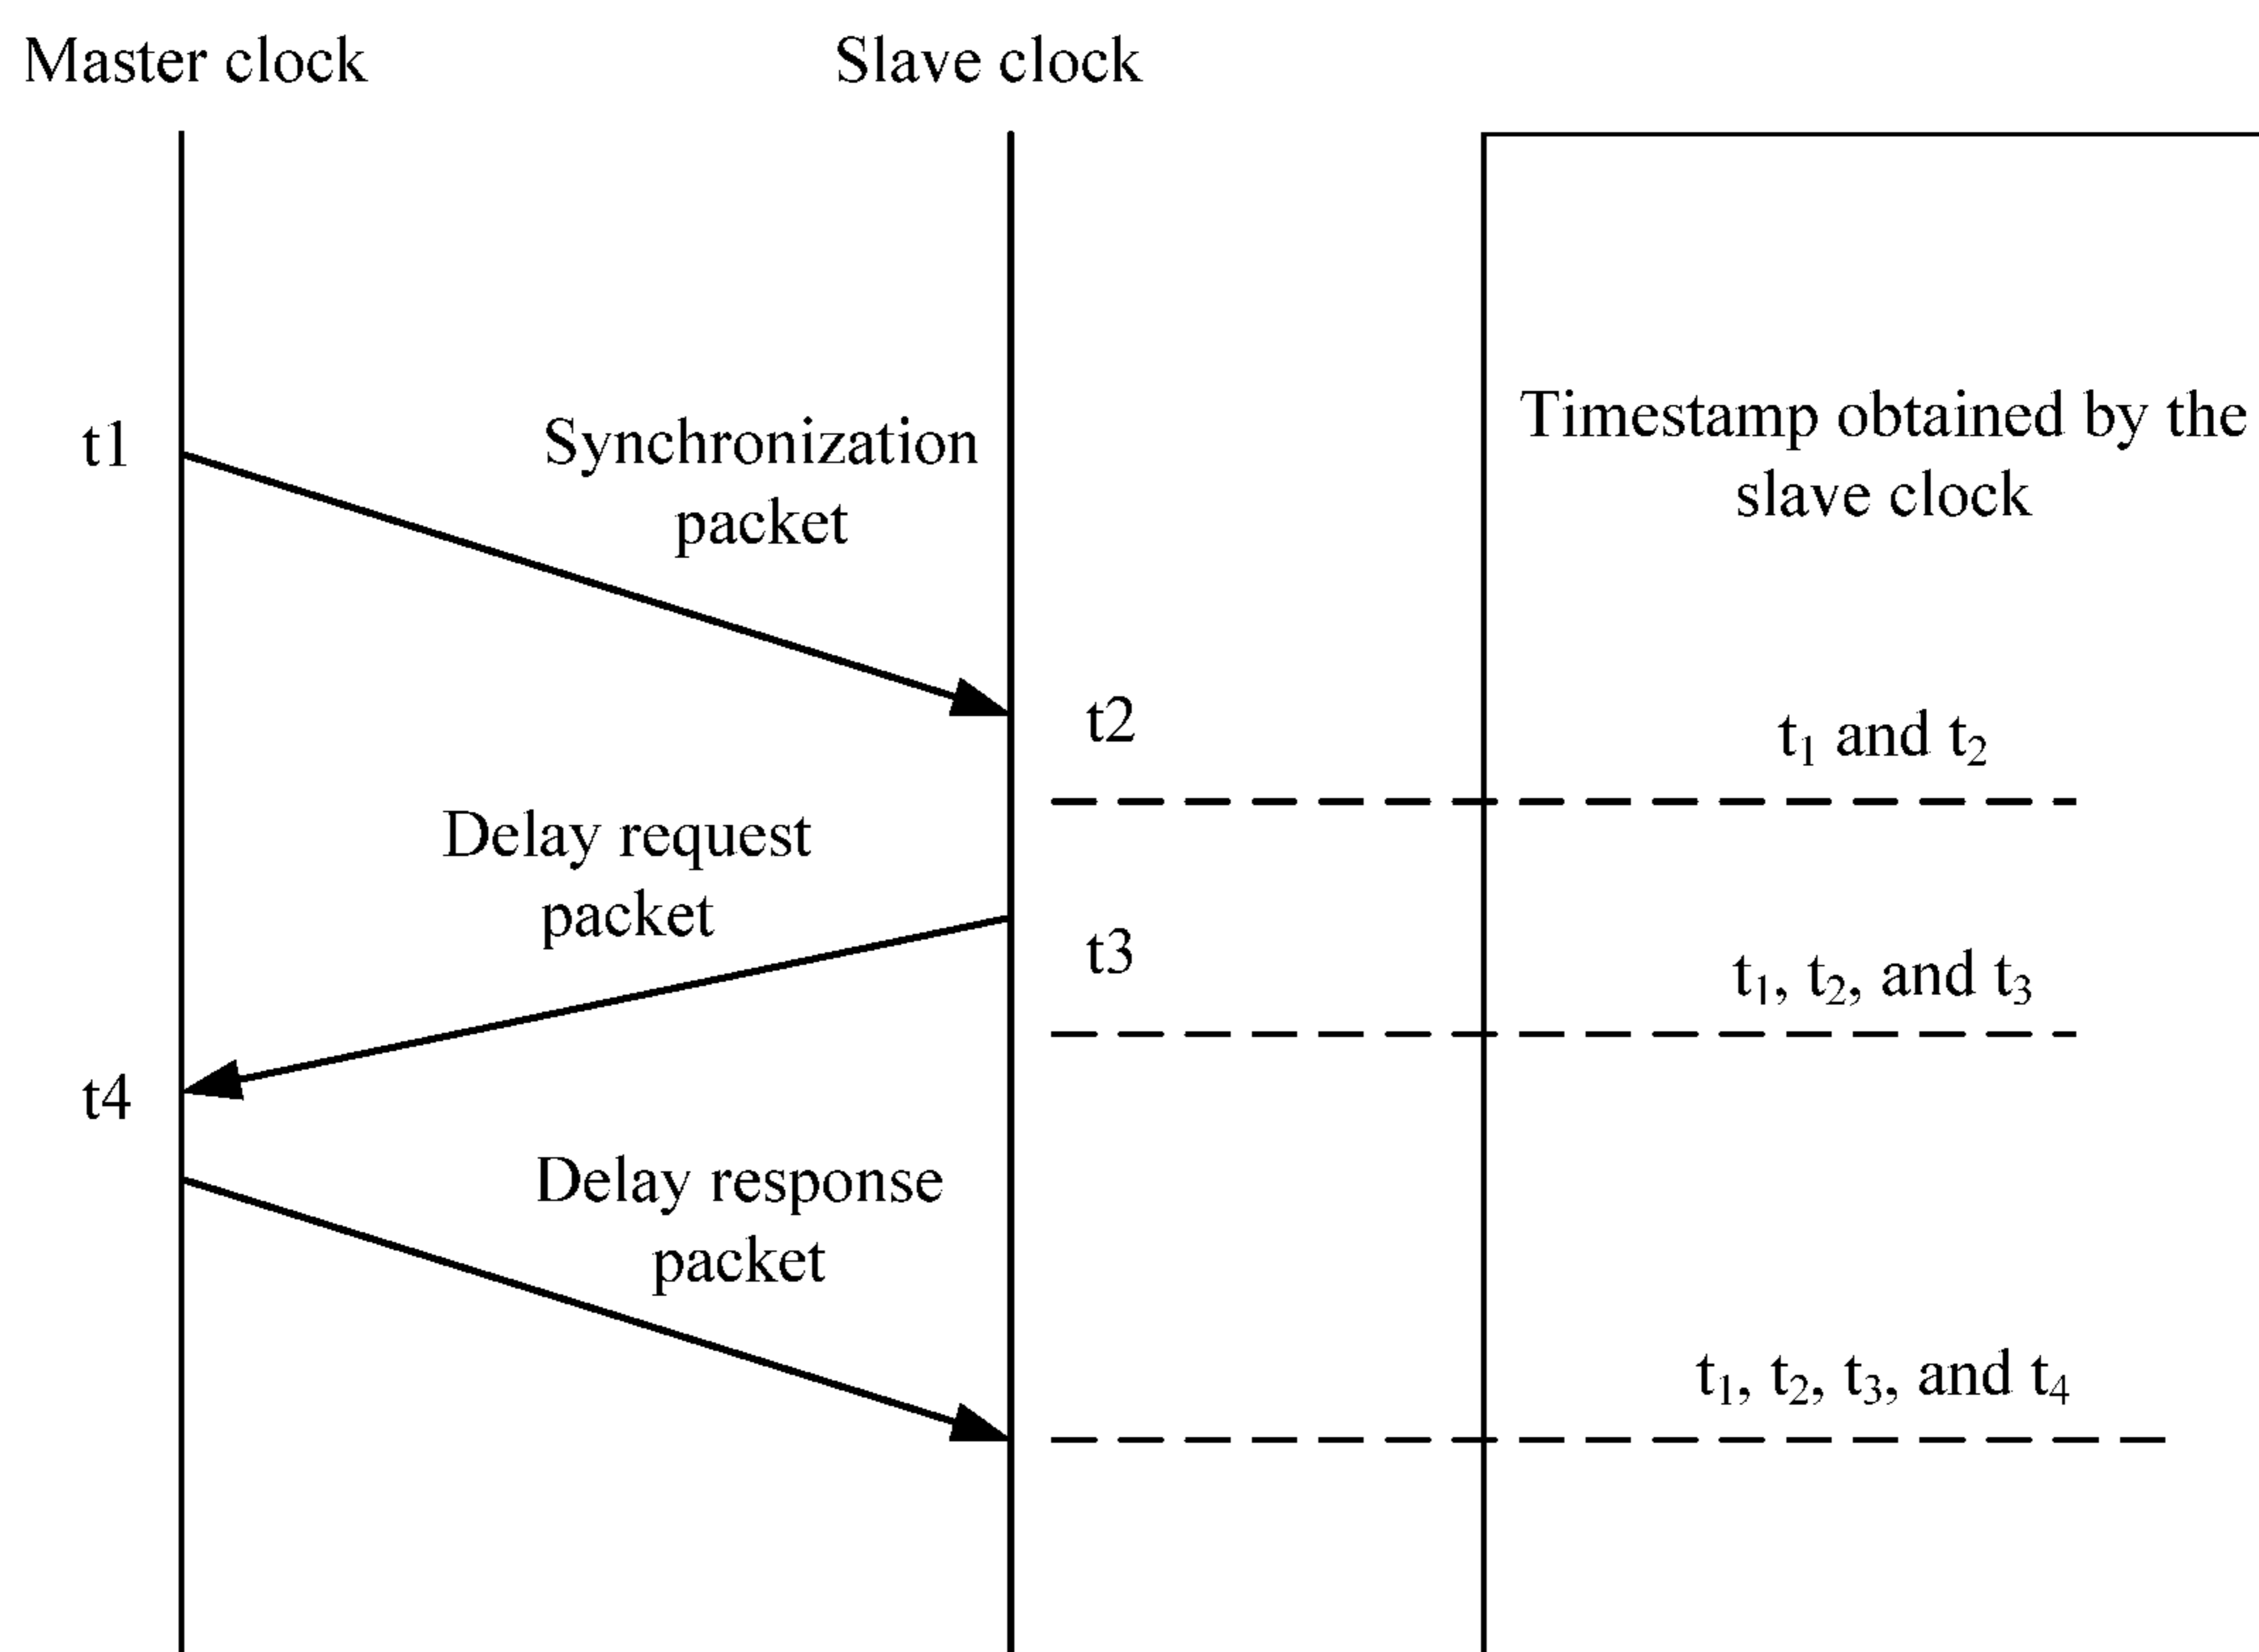 Master clock
Slave clock
t1
Synchronization
packet
Timestamp obtained by the
slave clock
t2
t₁ and t₂
Delay request
packet
t3
t₁, t₂, and t₃
t4
Delay response
packet
t₁, t₂, t₃, and t₄